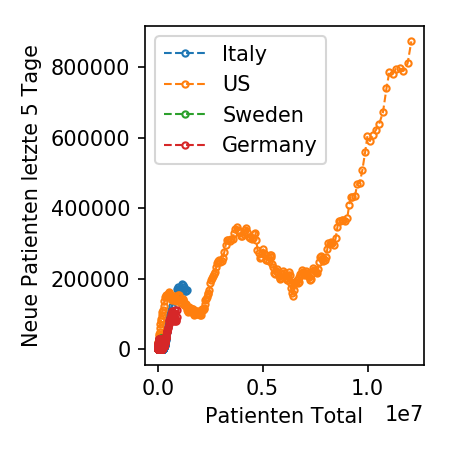 Italy
US
Sweden
Germany
Neue Patienten letzte 5 Tage
800000
600000
400000
200000
0
0.0
0.5
1.0
1e7
Patienten Total